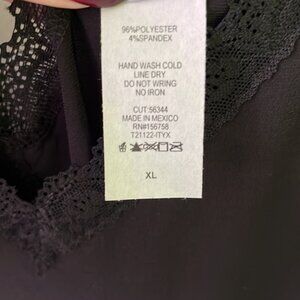 96%POLYESTER
4%SPANDEX
HAND WASH COLD
LINE DRY
DO NOT WRING
NO IRON
CUT:56344
MADE IN MEXICO
RN#156758
T21122-ITYX
XL